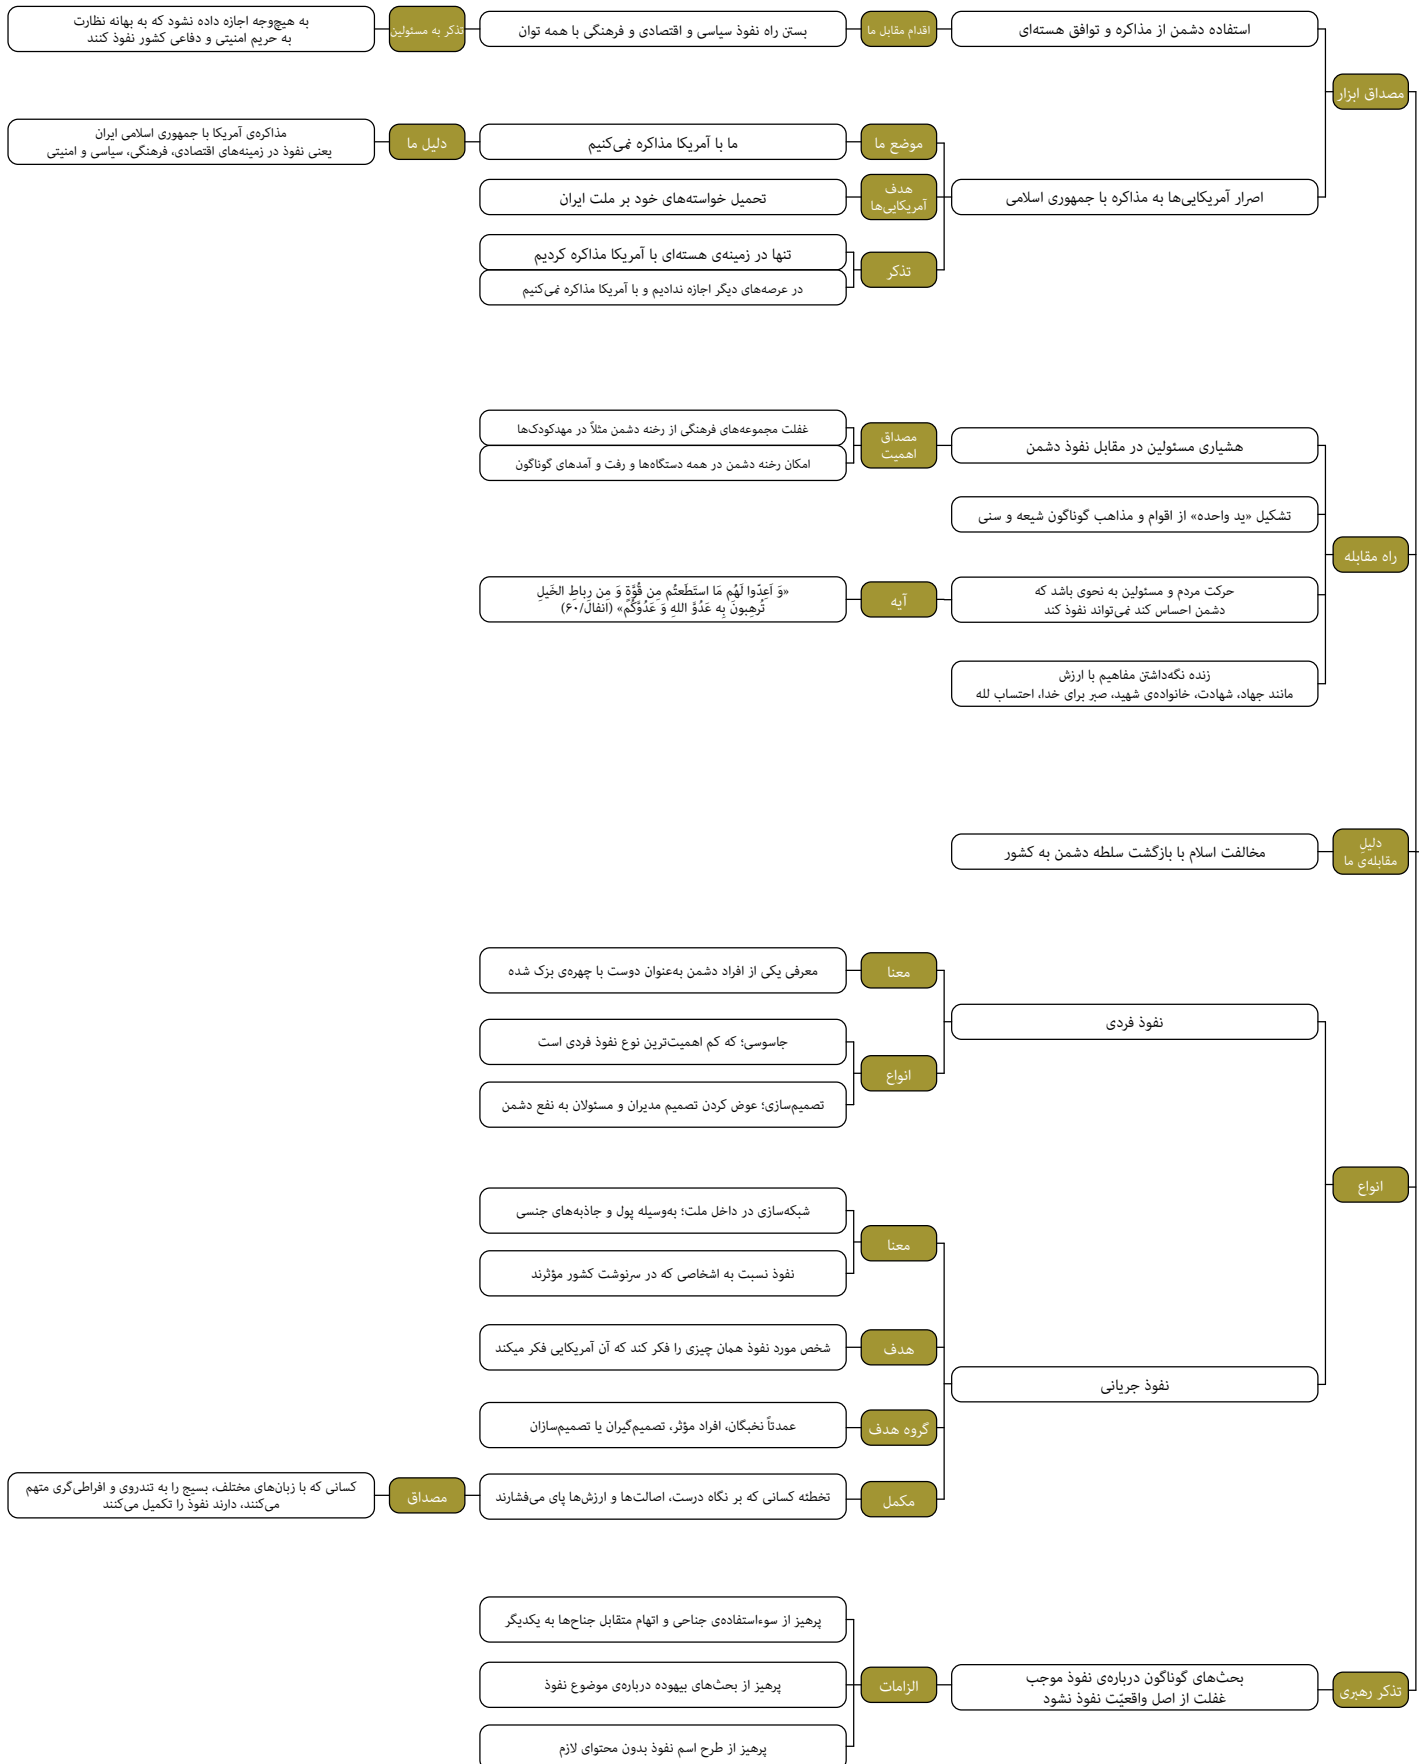 مصداق ابزار
استفاده دشمن از مذاکره و توافق هسته‌ای
اقدام مقابل ما
بستن راه نفوذ سیاسی و اقتصادی و فرهنگی با همه توان
تذکر به مسئولین
به هیچ‌وجه اجازه داده نشود که به بهانه نظارت
به حریم امنیتی و دفاعی کشور نفوذ کنند
اصرار آمریکایی‌ها به مذاکره با جمهوری اسلامی
موضع ما
ما با آمریکا مذاکره نمی‌کنیم
دلیل ما
مذاکره‌ی آمریکا با جمهوری اسلامی ایران
یعنی نفوذ در زمینه‌های اقتصادی، فرهنگی، سیاسی و امنیتی
هدف
آمریکایی‌ها
تحمیل خواسته‌های خود بر ملت ایران
تذکر
تنها در زمینه‌ی هسته‌ای با آمریکا مذاکره کردیم
در عرصه‌های دیگر اجازه ندادیم و با آمریکا مذاکره نمی‌کنیم
راه مقابله
هشیاری مسئولین در مقابل نفوذ دشمن
مصداق
اهمیت
غفلت مجموعه‌های فرهنگی از رخنه دشمن مثلاً در مهدکودک‌ها
امکان رخنه دشمن در همه دستگاه‌ها و رفت و آمدهای گوناگون
تشکیل «ید واحده» از اقوام و مذاهب گوناگون شیعه و سنی
حرکت مردم و مسئولین به نحوی باشد که
دشمن احساس کند نمی‌تواند نفوذ کند
آیه
«وَ اَعِدّوا لَهُم مَا استَطَعتُم مِن قُوَّةٍ وَ مِن رِباطِ الخَیلِ
تُرهِبونَ بِه عَدُوَّ اللهِ وَ عَدُوَّکُم» (انفال/۶۰)
زنده نگه‌داشتن مفاهیم با ارزش
مانند جهاد، شهادت، خانواده‌ی شهید، صبر برای خدا، احتساب لله
دلیلِ
مقابله‌ی ما
مخالفت اسلام با بازگشت سلطه دشمن به کشور
انواع
نفوذ فردی
معنا
معرفی یکی از افراد دشمن به‌عنوان دوست با چهره‌ی بزک شده
انواع
جاسوسی؛ که کم اهمیت‌ترین نوع نفوذ فردی است
تصمیم‌سازی؛ عوض کردن تصمیم مدیران و مسئولان به نفع دشمن
نفوذ جریانی
معنا
شبکه‌سازی در داخل ملت؛ به‌وسیله پول و جاذبه‌های جنسی
نفوذ نسبت به اشخاصی که در سرنوشت کشور مؤثرند
هدف
شخص مورد نفوذ همان چیزی را فکر کند که آن آمریکایی فکر میکند
گروه هدف
عمدتاً نخبگان، افراد مؤثر، تصمیم‌گیران یا تصمیم‌سازان
مکمل
تخطئه کسانی که بر نگاه درست، اصالت‌ها و ارزش‌ها پای می‌فشارند
مصداق
کسانی که با زبان‌های مختلف، بسیج را به تندروی و افراطی‌گری متهم
می‌کنند، دارند نفوذ را تکمیل می‌کنند
تذکر رهبری
بحث‌های گوناگون درباره‌ی نفوذ موجب
غفلت از اصل واقعیّت نفوذ نشود
الزامات
پرهیز از سوءاستفاده‌ی جناحی و اتهام متقابل جناح‌ها به یکدیگر
پرهیز از بحث‌های بیهوده درباره‌ی موضوع نفوذ
پرهیز از طرح اسم نفوذ بدون محتوای لازم